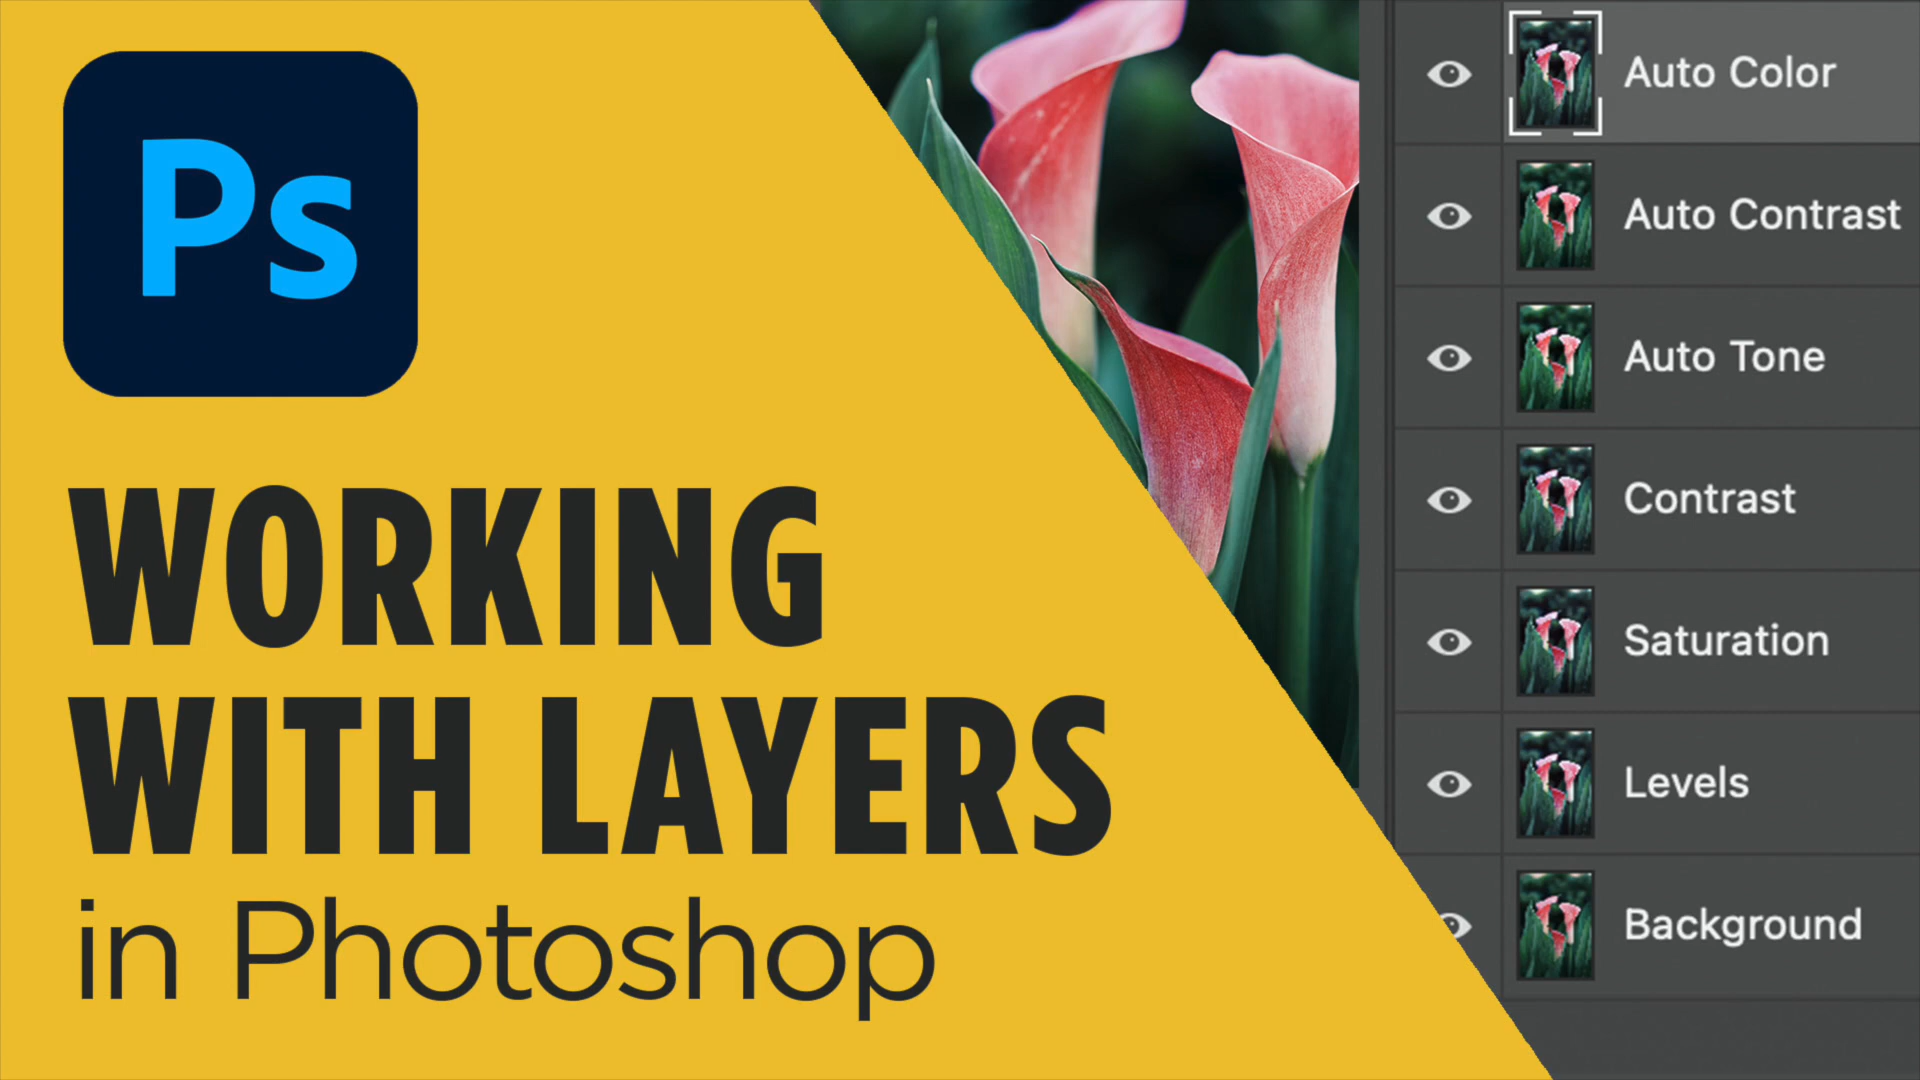 Ps
WORKING
WITH LAYERS
in Photoshop
Auto Color
Auto Contrast
Auto Tone
Contrast
Saturation
Levels
Background